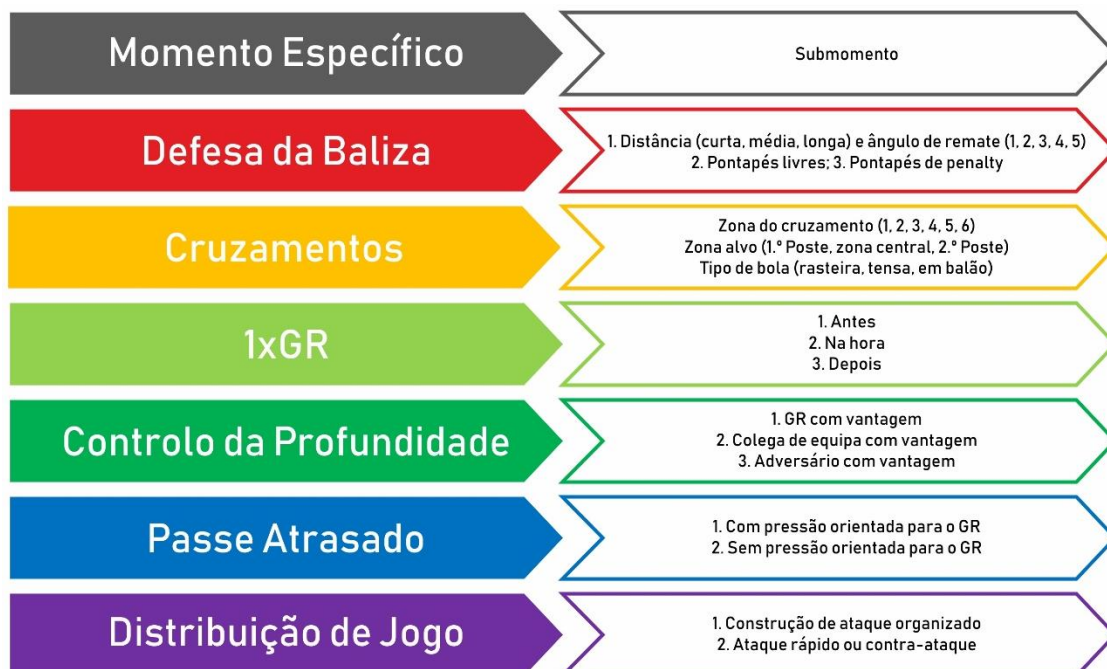 Momento Específico
Submomento
Defesa da Baliza
1. Distância (curta, média, longa) e ângulo de remate (1, 2, 3, 4, 5)
2. Pontapés livres; 3. Pontapés de penalty
Cruzamentos
Zona do cruzamento (1, 2, 3, 4, 5, 6)
Zona alvo (1.º Poste, zona central, 2.º Poste)
Tipo de bola (rasteira, tensa, em balão)
1xGR
1. Antes
2. Na hora
3. Depois
Controlo da Profundidade
1. GR com vantagem
2. Colega de equipa com vantagem
3. Adversário com vantagem
Passe Atrasado
1. Com pressão orientada para o GR
2. Sem pressão orientada para o GR
Distribuição de Jogo
1. Construção de ataque organizado
2. Ataque rápido ou contra-ataque